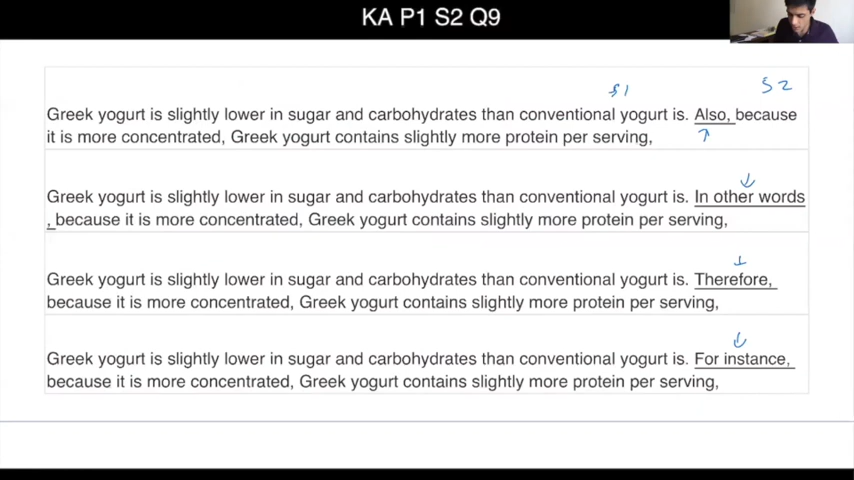 KA P1 S2 Q9
S1
S2
Greek yogurt is slightly lower in sugar and carbohydrates than conventional yogurt is. Also, because
it is more concentrated, Greek yogurt contains slightly more protein per serving,
Greek yogurt is slightly lower in sugar and carbohydrates than conventional yogurt is. In other words
, because it is more concentrated, Greek yogurt contains slightly more protein per serving,
Greek yogurt is slightly lower in sugar and carbohydrates than conventional yogurt is. Therefore,
because it is more concentrated, Greek yogurt contains slightly more protein per serving,
Greek yogurt is slightly lower in sugar and carbohydrates than conventional yogurt is. For instance,
because it is more concentrated, Greek yogurt contains slightly more protein per serving,